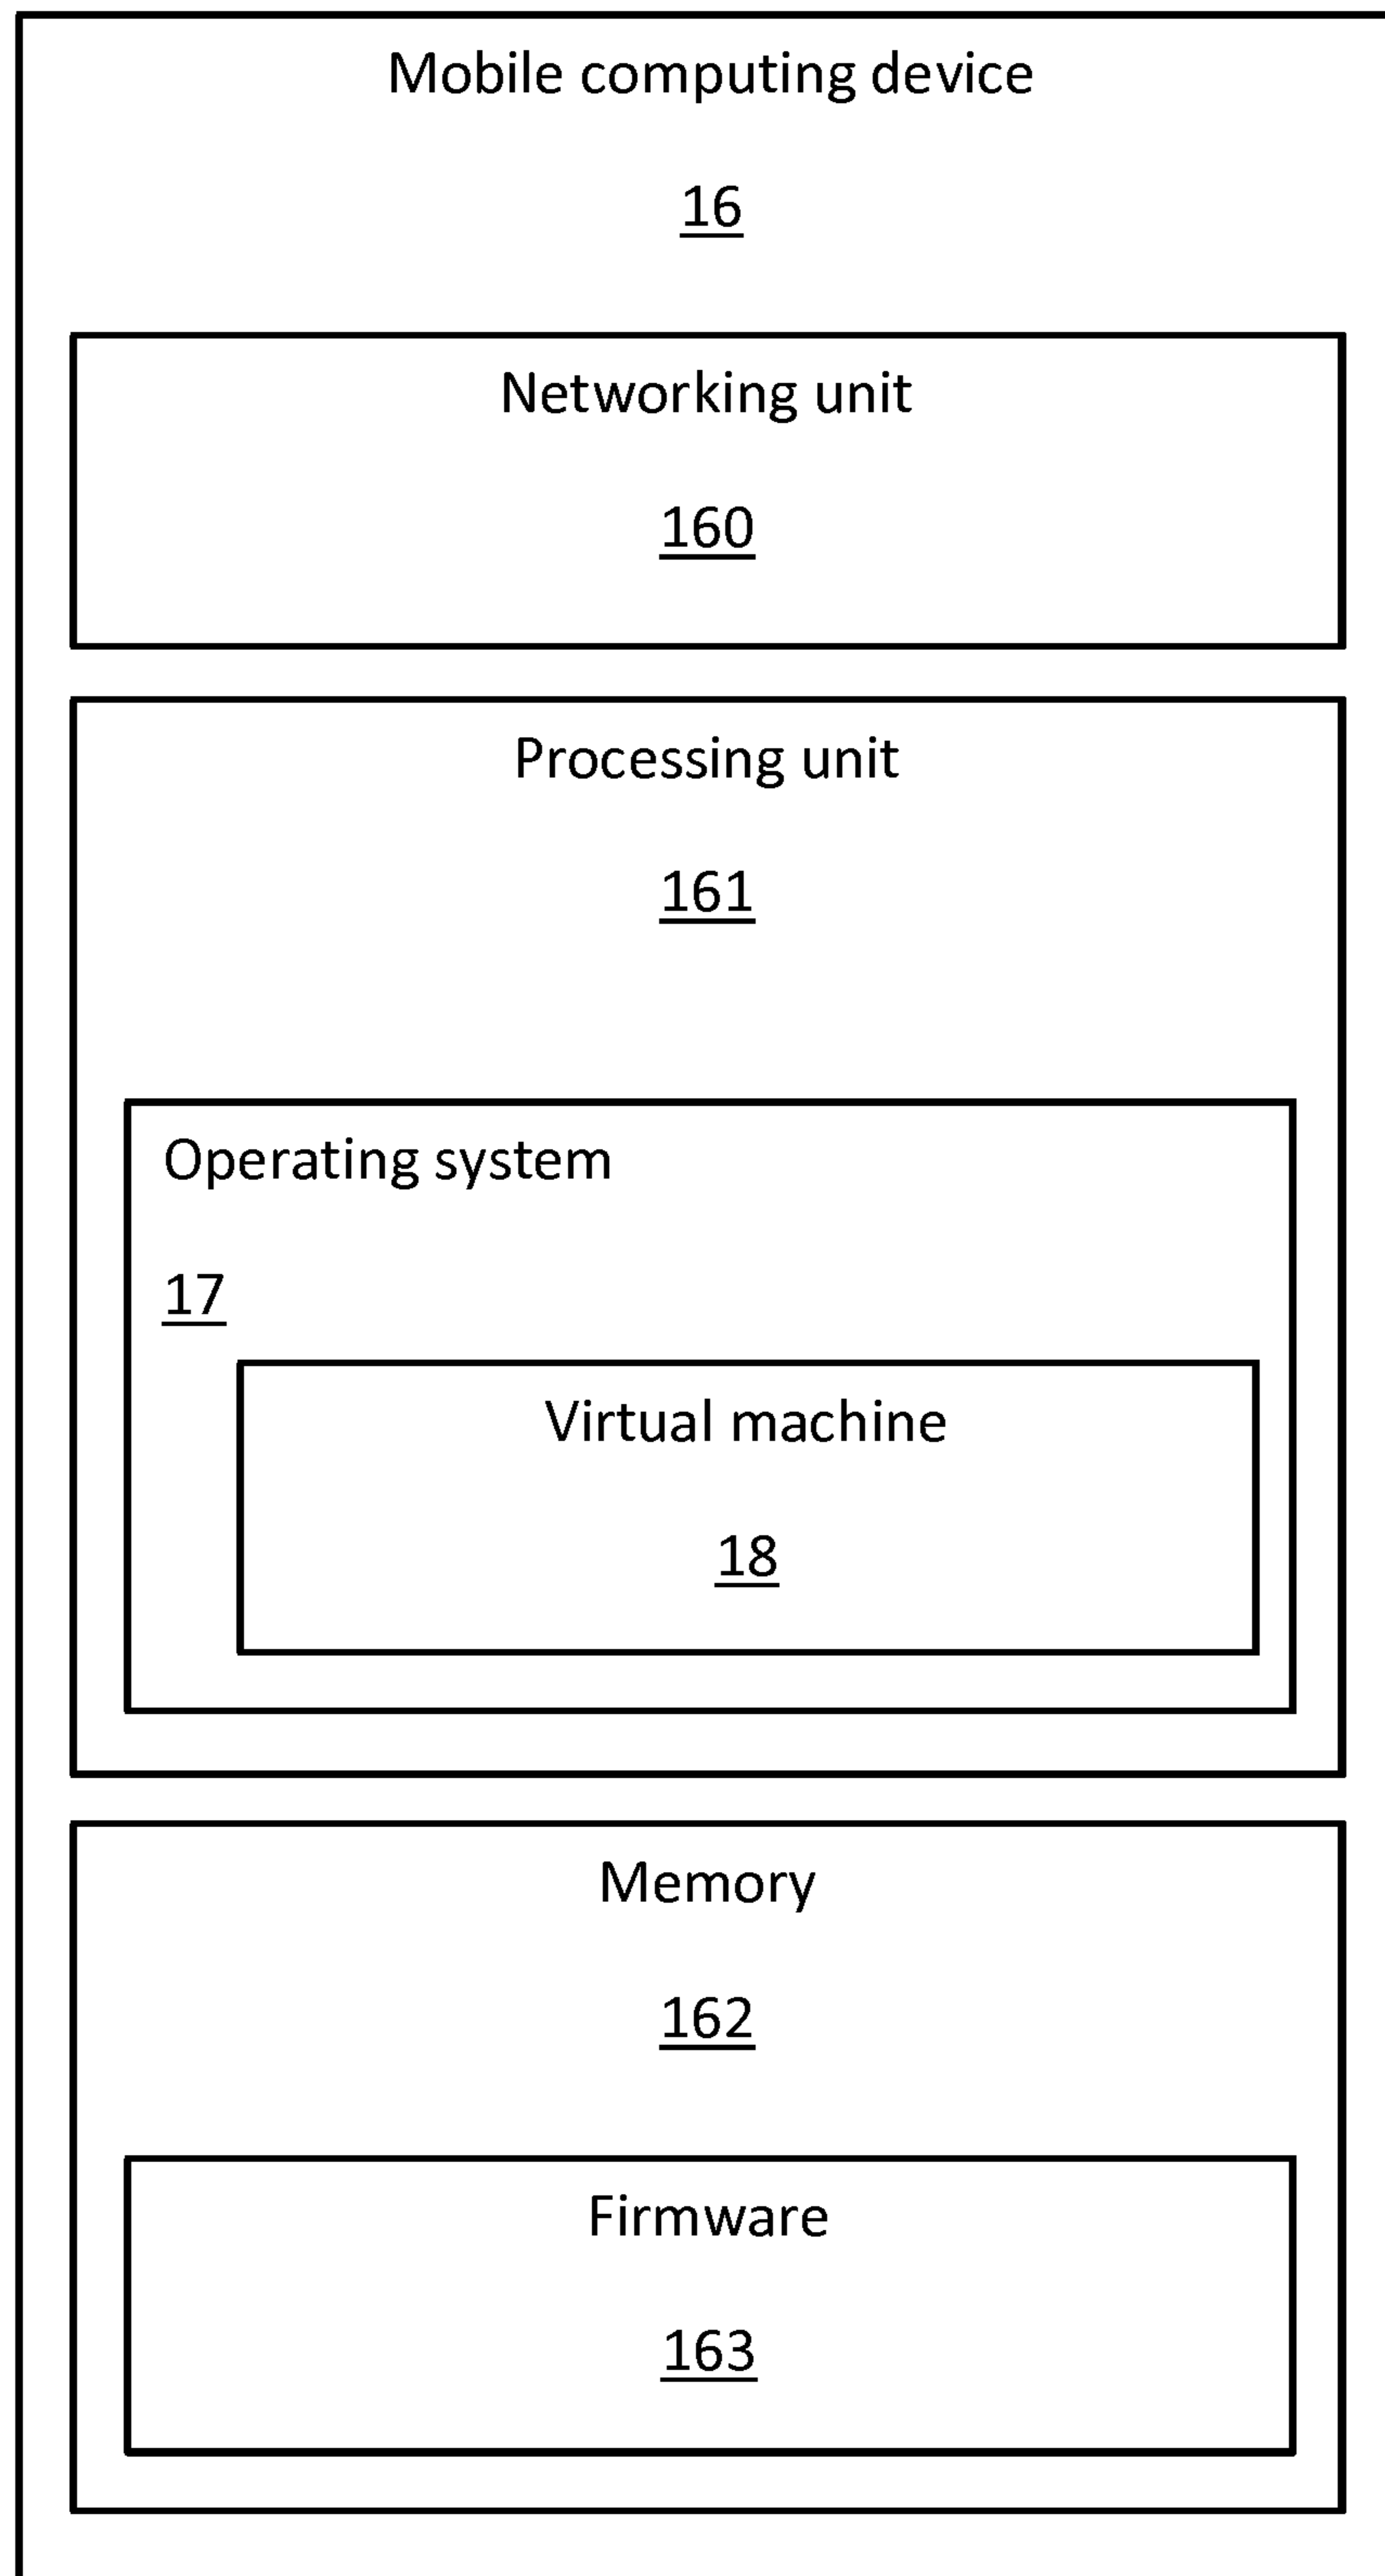 Mobile computing device
16
Networking unit
160
Processing unit
161
Operating system
17
Virtual machine
18
Memory
162
Firmware
163